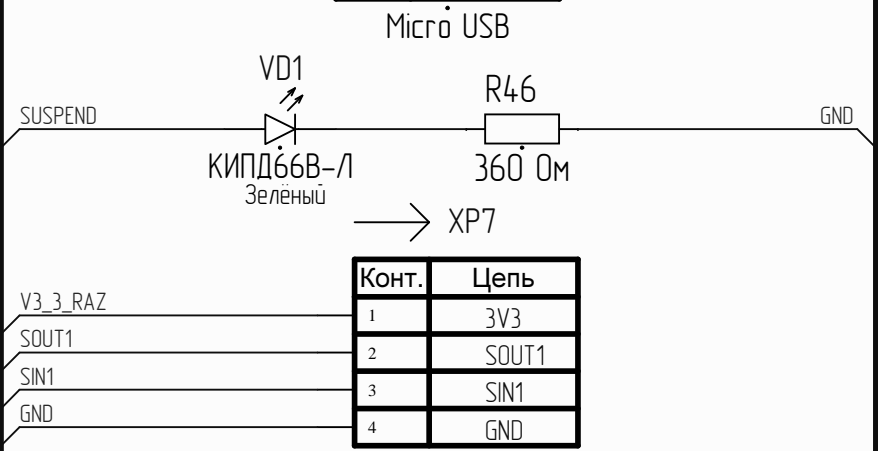 Micro USB
VD1
R46
SUSPEND
GND
КИПД66В-Л
360 Ом
Зелёный
XP7
Конт. Цепь
V3_3_RAZ 1 3V3
SOUT1 2 SOUT1
SIN1 3 SIN1
GND 4 GND